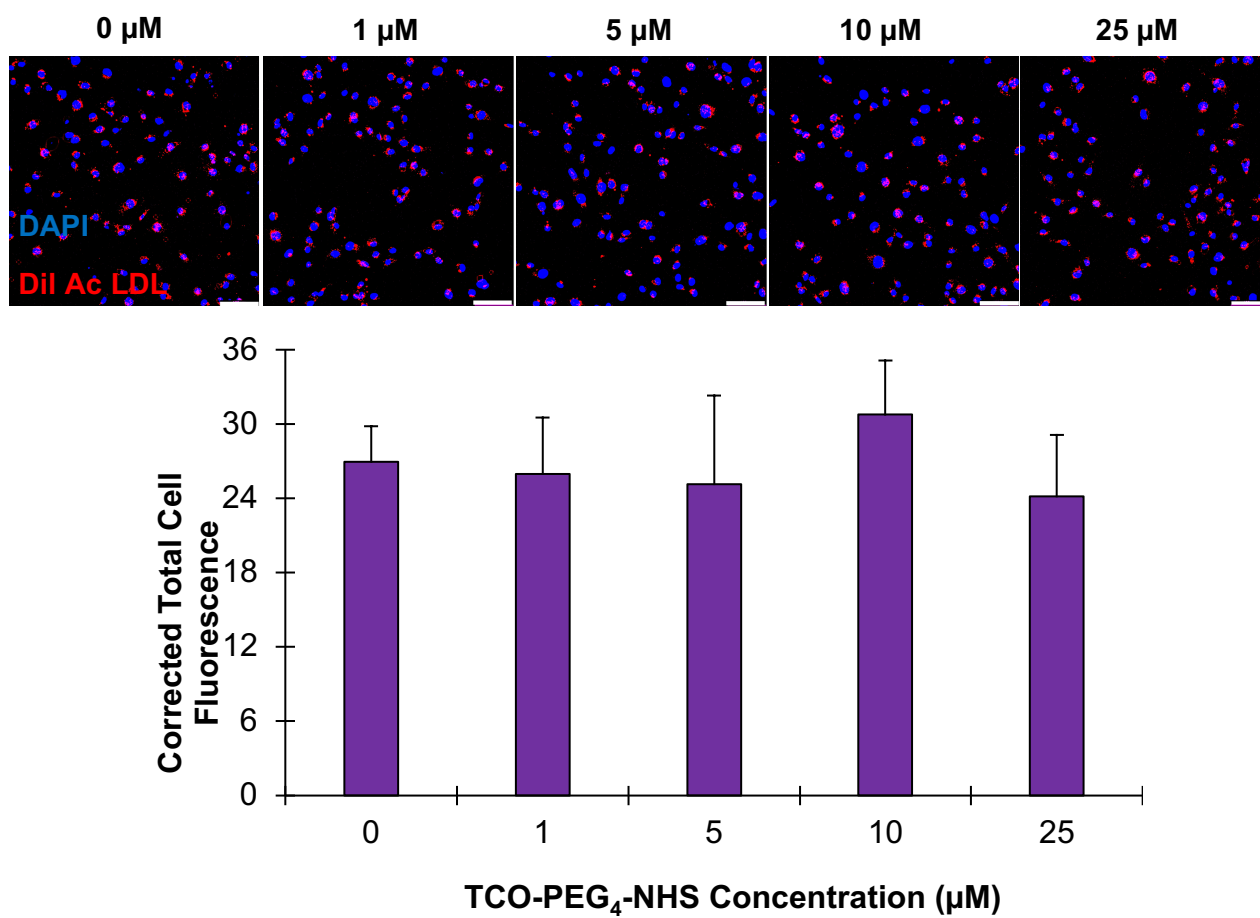 0 µM 1 µM 5 µM 10 µM 25 µM
DAPI
Dil Ac LDL
36
30
24
18
12
6
0
Corrected Total Cell
Fluorescence
0 1 5 10 25
TCO-PEG₄-NHS Concentration (µM)